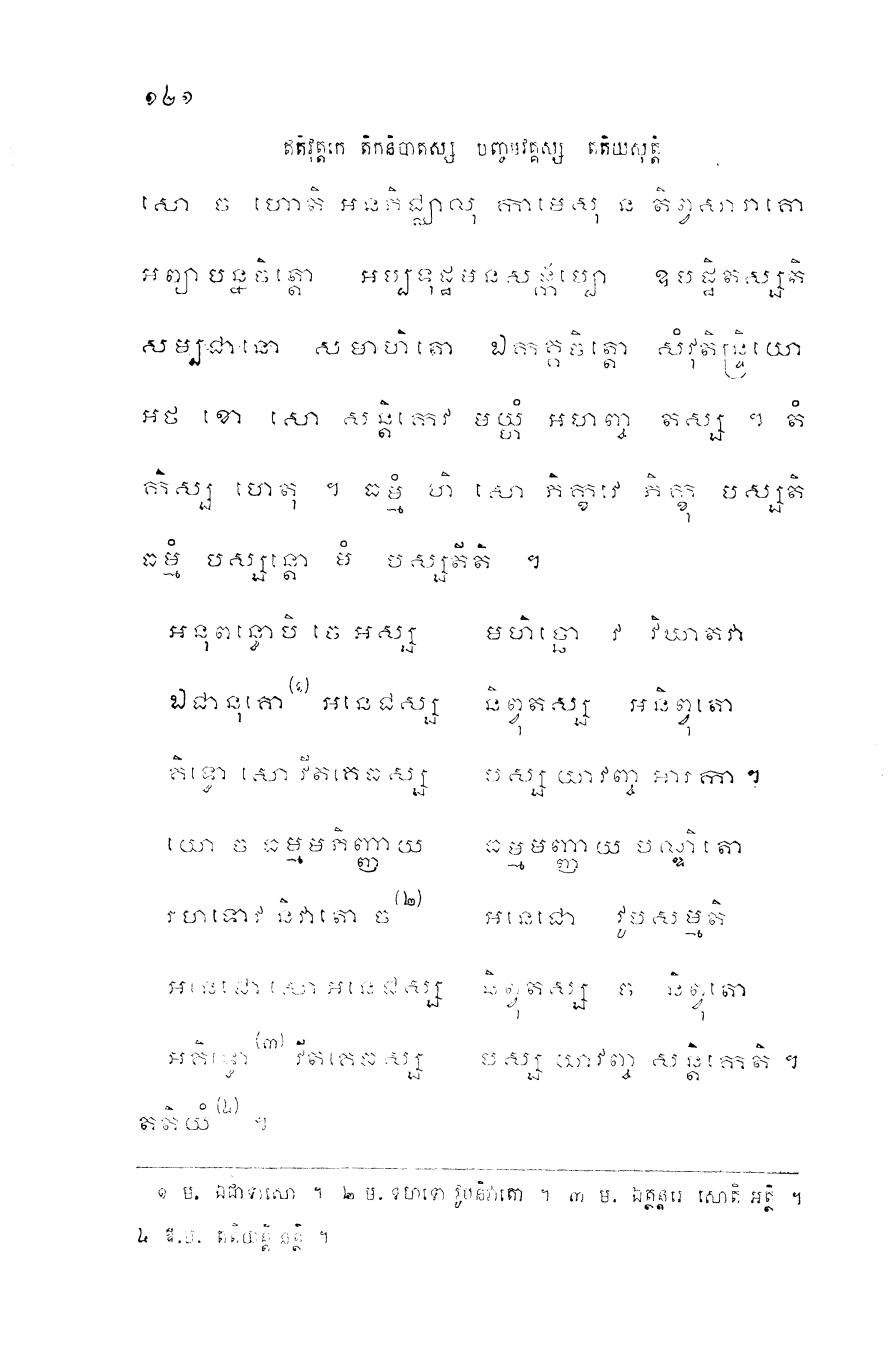 ១៤១
ឥតិវុត្តកេ តិកនិបាតស្ស បញ្ចមវគ្គស្ស តតិយសុត្តំ
សោ ច ហោតិ អនភិជ្ឈាលុ កាមេសុ ន តិព្វសារាគោ
អព្យាបន្នចិត្តោ អប្បទុដ្ឋមនសង្កប្បោ ឧបដ្ឋិតស្សតិ
សម្បជានោ សមាហិតោ ឯកគ្គចិត្តោ សំវុតិន្ទ្រិយោ
អថ ខោ សោ សន្តិកេវ មយ្ហំ អហញ្ច តស្ស ។ តំ
កិស្ស ហេតុ ។ ធម្មំ ហិ សោ ភិក្ខវេ ភិក្ខុ បស្សតិ
ធម្មំ បស្សន្តោ មំ បស្សតីតិ ។
អនុពន្ធោបិ ចេ អស្ស មហិច្ឆោ វ វិឃាតវា
ឯជានុគោ(១) អនេជស្ស និព្វុតស្ស អនិព្វុតោ
គិទ្ធោ សោ វីតគេធស្ស បស្ស យាវញ្ច អារកា ។
យោ ច ធម្មមភិញ្ញាយ ធម្មមញ្ញាយ បណ្ឌិតោ
រហទោវ និវាតោ ច(២) អនេជោ វូបសម្មតិ
អនេជោ សោ អនេជស្ស និព្វុតស្ស ច និព្វុតោ
អគិទ្ធោ(៣) វីតគេធស្ស បស្ស យាវញ្ច សន្តិកេតិ ។
តតិយំ(៤) ។
១ ម. ឯជានុសោ ។ ២ ម. រហទោ វូបនិវាតោ ។ ៣ ម. ឯត្ថន្តរេ សោតិ អត្ថិ ។
៤ ឱ.ម. តតិយន្តិ នត្ថិ ។